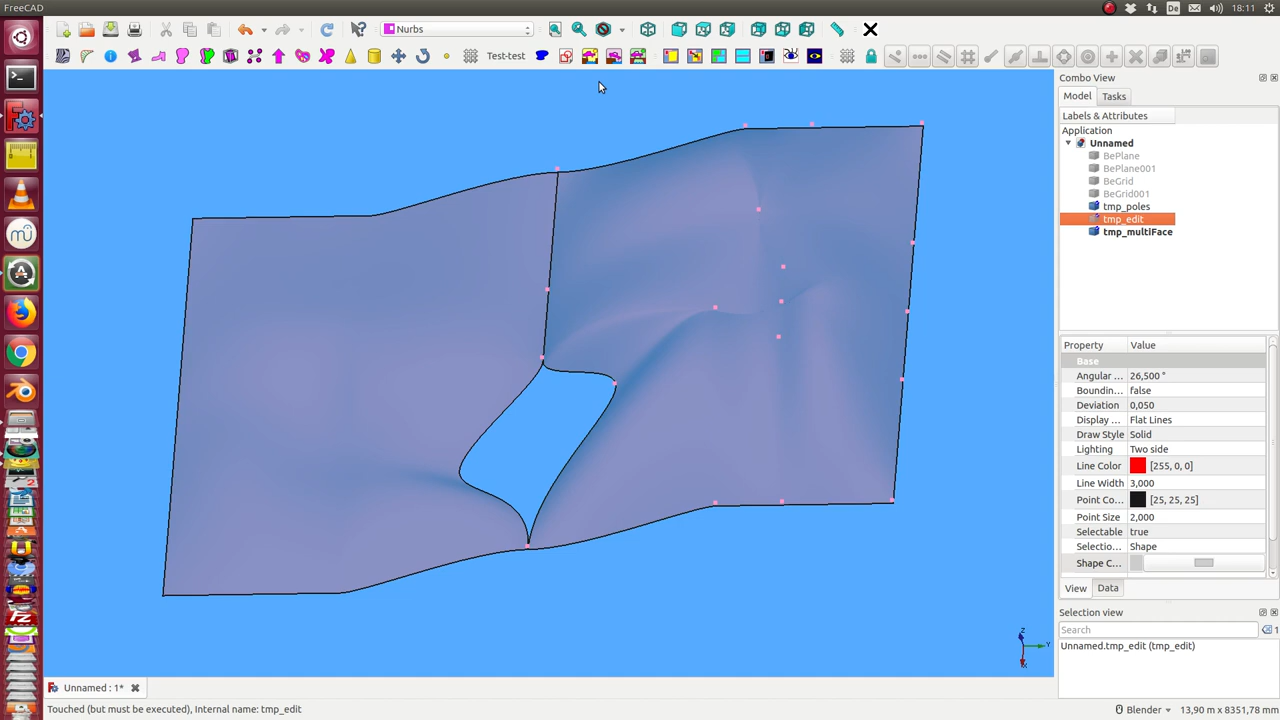 FreeCAD
De
18:11
Nurbs
Test-test
Combo View
Model
Tasks
Labels & Attributes
Application
Unnamed
BePlane
BePlane001
BeGrid
BeGrid001
tmp_poles
tmp_edit
tmp_multiFace
Property
Value
Base
Angular ...
26,500 °
Boundin...
false
Deviation
0,050
Display ...
Flat Lines
Draw Style
Solid
Lighting
Two side
Line Color
[255, 0, 0]
Line Width
3,000
Point Co...
[25, 25, 25]
Point Size
2,000
Selectable
true
Selectio...
Shape
Shape C...
View
Data
Selection view
Search
1
Unnamed.tmp_edit (tmp_edit)
Z
Y
X
Unnamed : 1*
Touched (but must be executed), Internal name: tmp_edit
Blender
13,90 m x 8351,78 mm